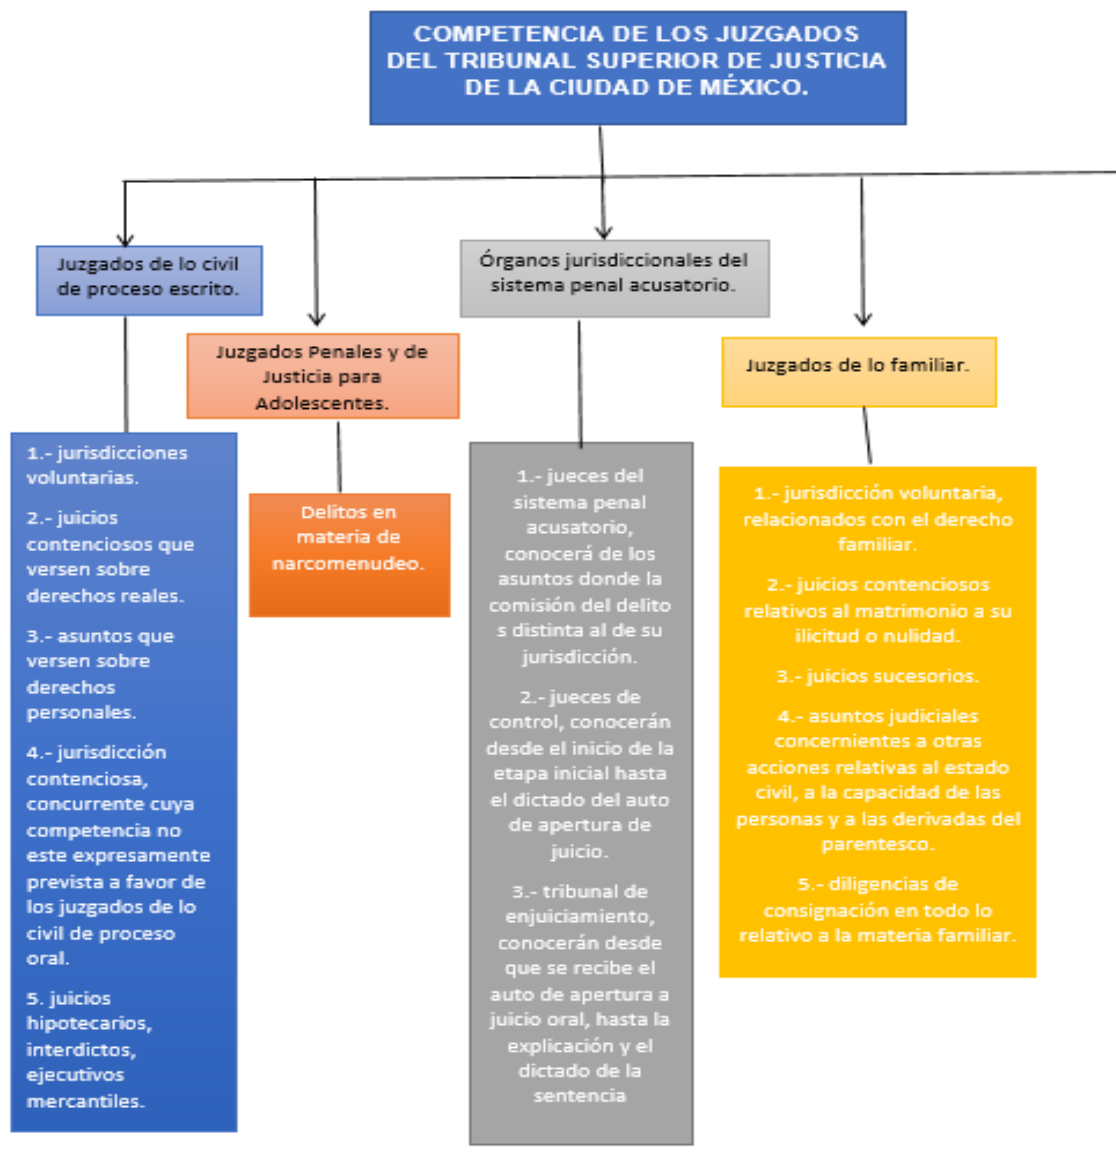 COMPETENCIA DE LOS JUZGADOS
DEL TRIBUNAL SUPERIOR DE JUSTICIA
DE LA CIUDAD DE MÉXICO.
Juzgados de lo civil
de proceso escrito.
1.- jurisdicciones
voluntarias.
2.- juicios
contenciosos que
versen sobre
derechos reales.
3.- asuntos que
versen sobre
derechos
personales.
4.- jurisdicción
contenciosa,
concurrente cuya
competencia no
este expresamente
prevista a favor de
los juzgados de lo
civil de proceso
oral.
5. juicios
hipotecarios,
interdictos,
ejecutivos
mercantiles.
Juzgados Penales y de
Justicia para
Adolescentes.
Delitos en
materia de
narcomenudeo.
Órganos jurisdiccionales del
sistema penal acusatorio.
1.- jueces del
sistema penal
acusatorio,
conocerá de los
asuntos donde la
comisión del delito
s distinta al de su
jurisdicción.
2.- jueces de
control, conocerán
desde el inicio de la
etapa inicial hasta
el dictado del auto
de apertura de
juicio.
3.- tribunal de
enjuiciamiento,
conocerán desde
que se recibe el
auto de apertura a
juicio oral, hasta la
explicación y el
dictado de la
sentencia
Juzgados de lo familiar.
1.- jurisdicción voluntaria,
relacionados con el derecho
familiar.
2.- juicios contenciosos
relativos al matrimonio a su
ilicitud o nulidad.
3.- juicios sucesorios.
4.- asuntos judiciales
concernientes a otras
acciones relativas al estado
civil, a la capacidad de las
personas y a las derivadas del
parentesco.
5.- diligencias de
consignación en todo lo
relativo a la materia familiar.